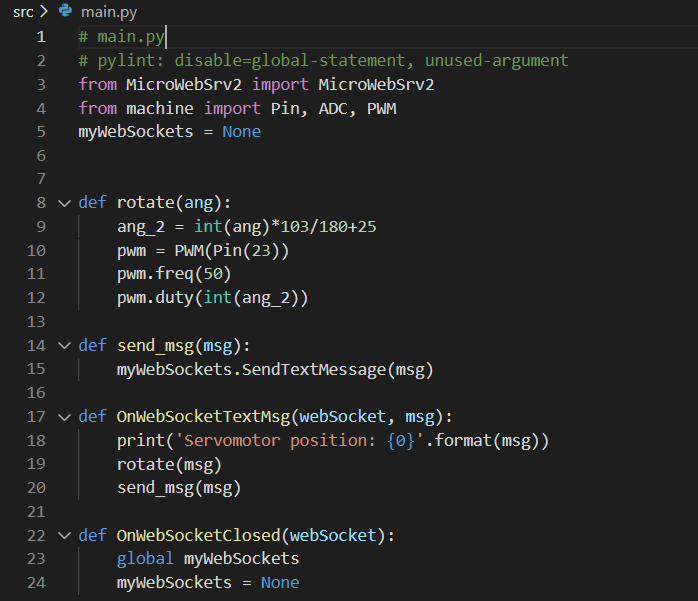 src > main.py
1 # main.py
2 # pylint: disable=global-statement, unused-argument
3 from MicroWebSrv2 import MicroWebSrv2
4 from machine import Pin, ADC, PWM
5 myWebSockets = None
6
7
8 def rotate(ang):
9     ang_2 = int(ang)*103/180+25
10     pwm = PWM(Pin(23))
11     pwm.freq(50)
12     pwm.duty(int(ang_2))
13
14 def send_msg(msg):
15     myWebSockets.SendTextMessage(msg)
16
17 def OnWebSocketTextMsg(webSocket, msg):
18     print('Servomotor position: {0}'.format(msg))
19     rotate(msg)
20     send_msg(msg)
21
22 def OnWebSocketClosed(webSocket):
23     global myWebSockets
24     myWebSockets = None